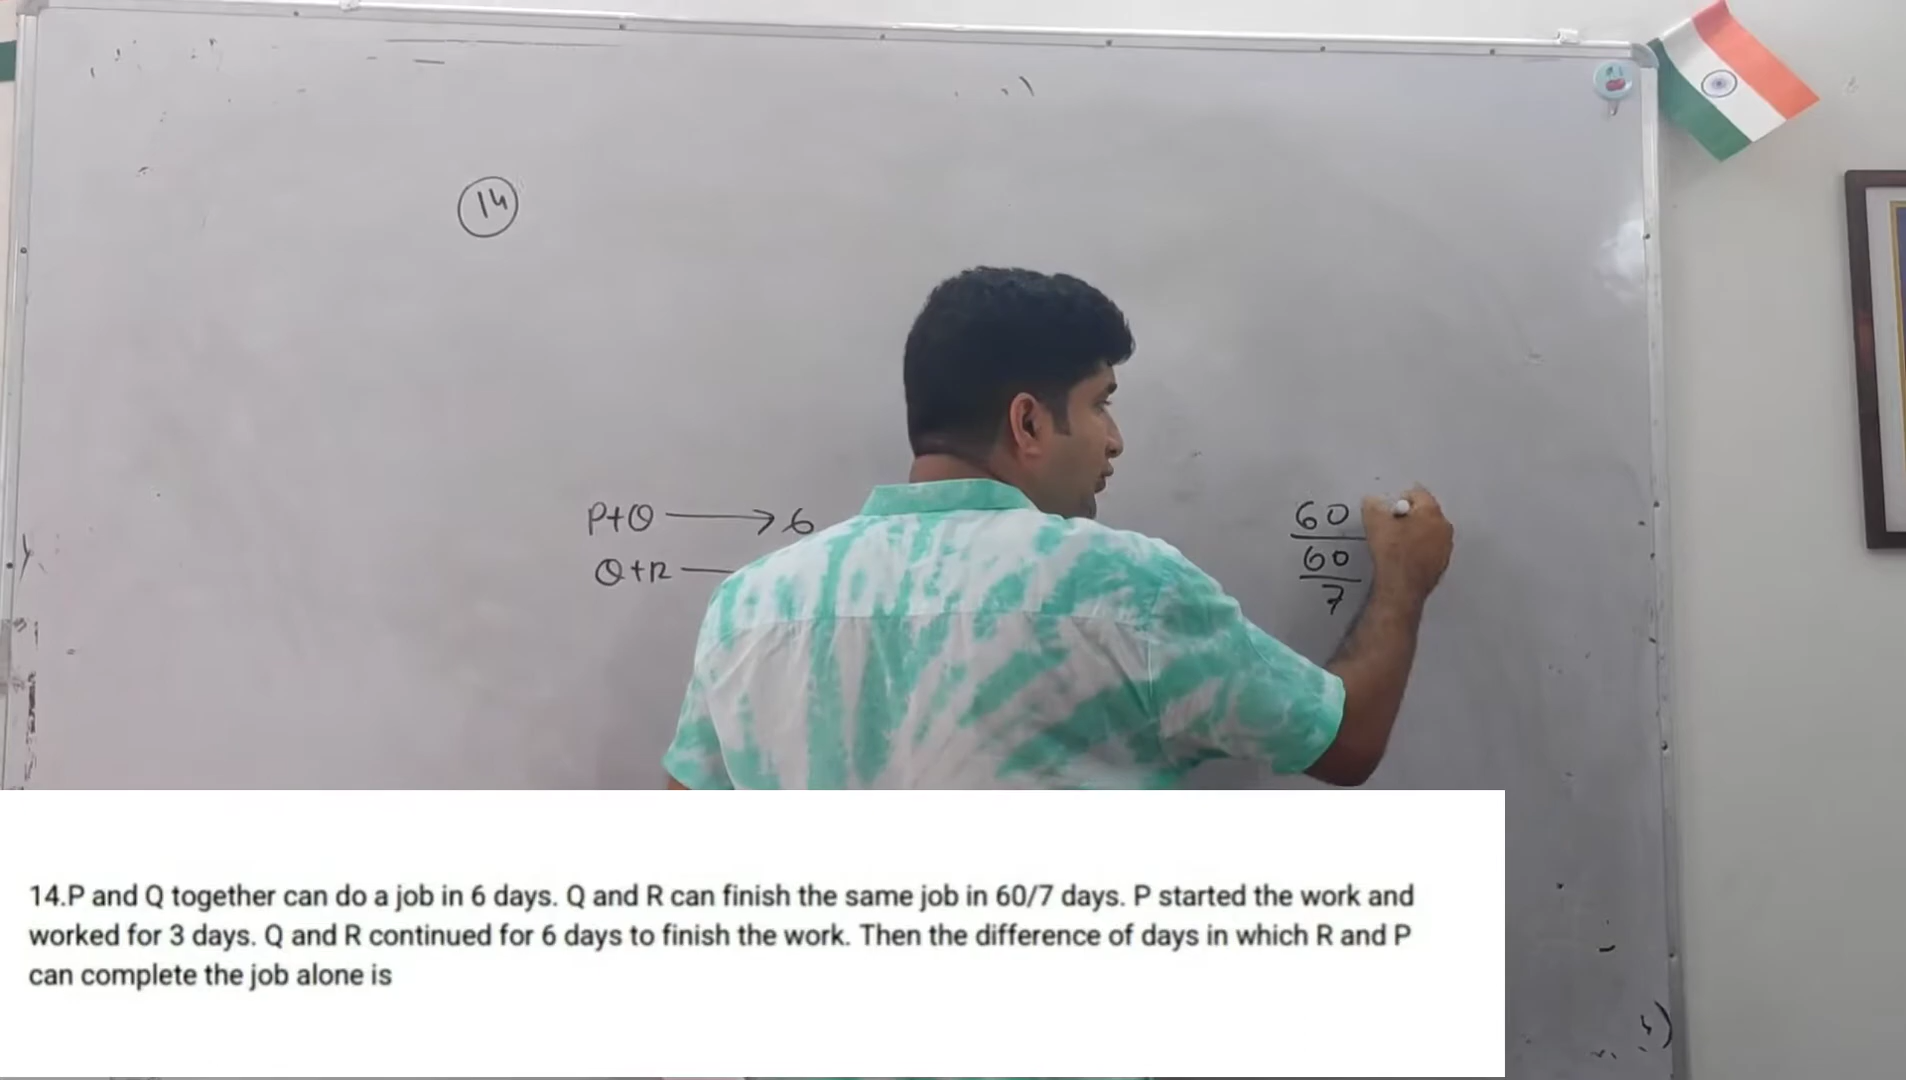 14
P+Q → 6
Q+R —
60
60
7
14.P and Q together can do a job in 6 days. Q and R can finish the same job in 60/7 days. P started the work and
worked for 3 days. Q and R continued for 6 days to finish the work. Then the difference of days in which R and P
can complete the job alone is